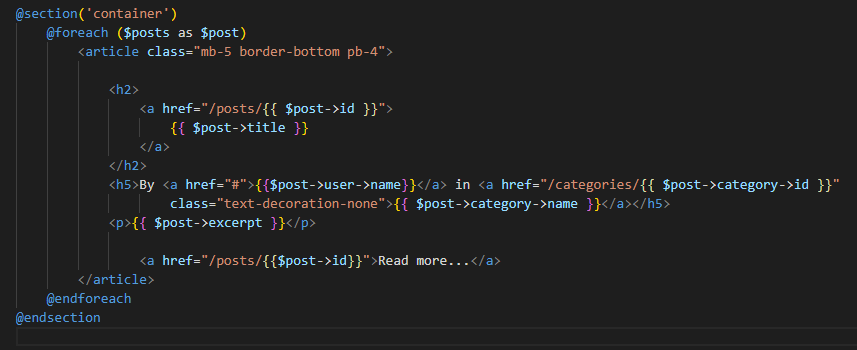 @section('container')
@foreach ($posts as $post)
<article class="mb-5 border-bottom pb-4">
<h2>
<a href="/posts/{{ $post->id }}">
{{ $post->title }}
</a>
</h2>
<h5>By <a href="#">{{$post->user->name}}</a> in <a href="/categories/{{ $post->category->id }}"
class="text-decoration-none">{{ $post->category->name }}</a></h5>
<p>{{ $post->excerpt }}</p>
<a href="/posts/{{$post->id}}">Read more...</a>
</article>
@endforeach
@endsection